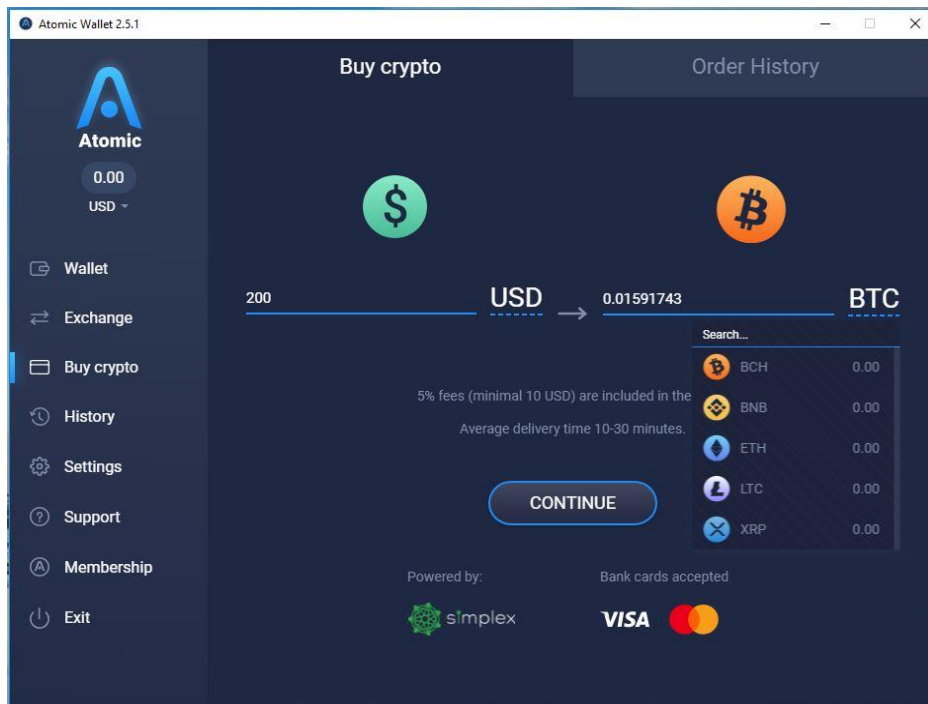 Atomic Wallet 2.5.1
Atomic
0.00
USD
Wallet
Exchange
Buy crypto
History
Settings
Support
Membership
Exit
Buy crypto
Order History
200 USD
0.01591743 BTC
Search...
BCH 0.00
BNB 0.00
ETH 0.00
LTC 0.00
XRP 0.00
5% fees (minimal 10 USD) are included in the
Average delivery time 10-30 minutes.
CONTINUE
Powered by:
simplex
Bank cards accepted
VISA